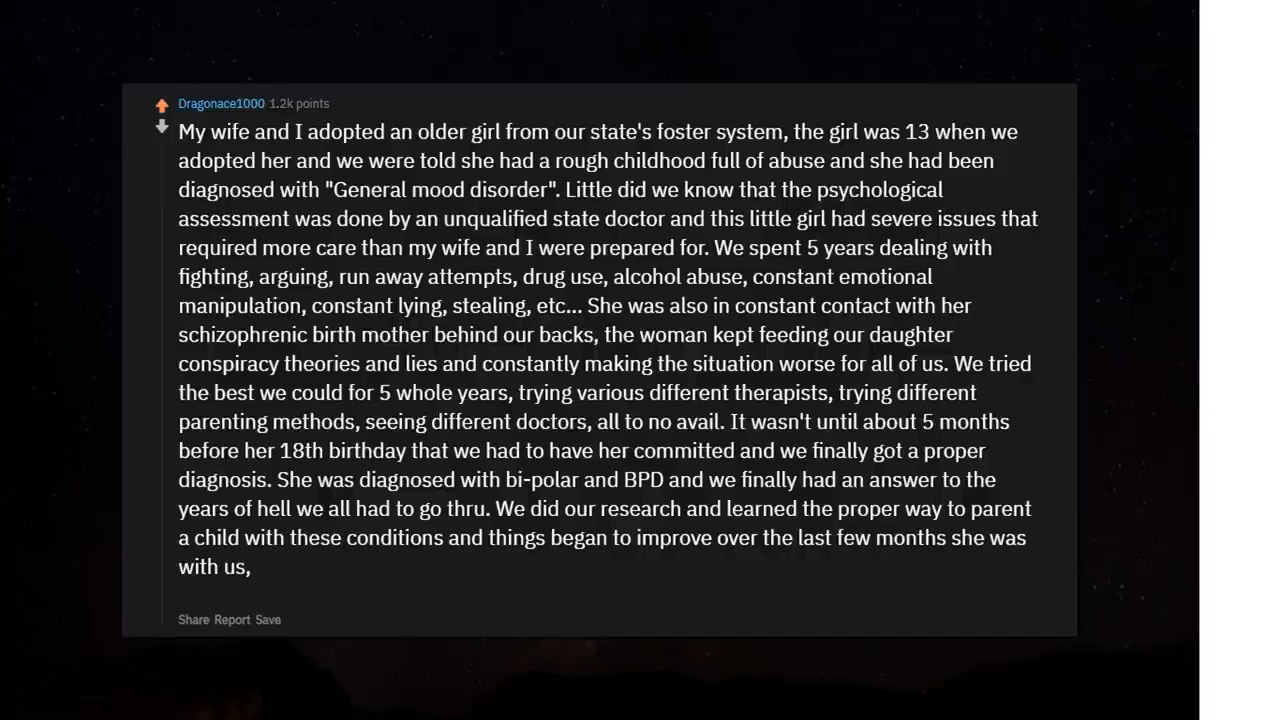 Dragonace1000 1.2k points
My wife and I adopted an older girl from our state's foster system, the girl was 13 when we
adopted her and we were told she had a rough childhood full of abuse and she had been
diagnosed with "General mood disorder". Little did we know that the psychological
assessment was done by an unqualified state doctor and this little girl had severe issues that
required more care than my wife and I were prepared for. We spent 5 years dealing with
fighting, arguing, run away attempts, drug use, alcohol abuse, constant emotional
manipulation, constant lying, stealing, etc... She was also in constant contact with her
schizophrenic birth mother behind our backs, the woman kept feeding our daughter
conspiracy theories and lies and constantly making the situation worse for all of us. We tried
the best we could for 5 whole years, trying various different therapists, trying different
parenting methods, seeing different doctors, all to no avail. It wasn't until about 5 months
before her 18th birthday that we had to have her committed and we finally got a proper
diagnosis. She was diagnosed with bi-polar and BPD and we finally had an answer to the
years of hell we all had to go thru. We did our research and learned the proper way to parent
a child with these conditions and things began to improve over the last few months she was
with us,
Share Report Save